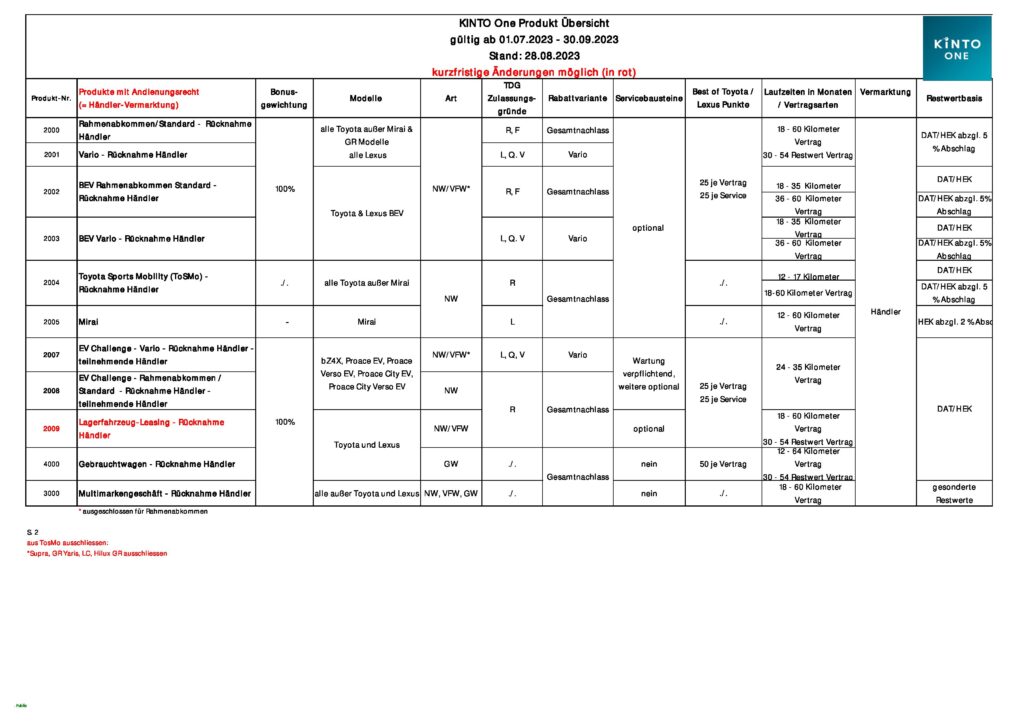 KINTO One Produkt Übersicht
gültig ab 01.07.2023 - 30.09.2023
Stand: 28.08.2023
kurzfristige Änderungen möglich (in rot)
KINTO
ONE
Produkt-Nr.
Produkte mit Andienungsrecht
(= Händler-Vermarktung)
Bonus-
gewichtung
Modelle
Art
TDG
Zulassungs-
gründe
Rabattvariante
Servicebausteine
Best of Toyota /
Lexus Punkte
Laufzeiten in Monaten
/ Vertragsarten
Vermarktung
Restwertbasis
2000
Rahmenabkommen/Standard - Rücknahme
Händler
alle Toyota außer Mirai &
GR Modelle
alle Lexus
R, F
Gesamtnachlass
18 - 60 Kilometer
Vertrag
30 - 54 Restwert Vertrag
DAT/HEK abzgl. 5
% Abschlag
2001
Vario - Rücknahme Händler
L, Q, V
Vario
2002
BEV Rahmenabkommen Standard -
Rücknahme Händler
100%
Toyota & Lexus BEV
NW/VFW*
R, F
Gesamtnachlass
optional
25 je Vertrag
25 je Service
18 - 35 Kilometer
36 - 60 Kilometer
Vertrag
DAT/HEK
DAT/HEK abzgl. 5%
Abschlag
2003
BEV Vario - Rücknahme Händler
L, Q, V
Vario
18 - 35 Kilometer
Vertrag
36 - 60 Kilometer
Vertrag
DAT/HEK
DAT/HEK abzgl. 5%
Abschlag
2004
Toyota Sports Mobility (ToSMo) -
Rücknahme Händler
./.
alle Toyota außer Mirai
NW
R
Gesamtnachlass
./.
12 - 17 Kilometer
18-60 Kilometer Vertrag
DAT/HEK
DAT/HEK abzgl. 5
% Abschlag
Händler
2005
Mirai
-
Mirai
L
./.
12 - 60 Kilometer
Vertrag
HEK abzgl. 2 % Absc
2007
EV Challenge - Vario - Rücknahme Händler -
teilnehmende Händler
bZ4X, Proace EV, Proace
Verso EV, Proace City EV,
Proace City Verso EV
NW/VFW*
L, Q, V
Vario
Wartung
verpflichtend,
weitere optional
24 - 35 Kilometer
Vertrag
2008
EV Challenge - Rahmenabkommen /
Standard - Rücknahme Händler -
teilnehmende Händler
NW
R
Gesamtnachlass
25 je Vertrag
25 je Service
DAT/HEK
2009
Lagerfahrzeug-Leasing - Rücknahme
Händler
100%
Toyota und Lexus
NW/VFW
optional
18 - 60 Kilometer
Vertrag
30 - 54 Restwert Vertrag
4000
Gebrauchtwagen - Rücknahme Händler
GW
./.
Gesamtnachlass
nein
50 je Vertrag
12 - 64 Kilometer
Vertrag
30 - 54 Restwert Vertrag
3000
Multimarkengeschäft - Rücknahme Händler
alle außer Toyota und Lexus
NW, VFW, GW
./.
nein
./.
18 - 60 Kilometer
Vertrag
gesonderte
Restwerte
* ausgeschlossen für Rahmenabkommen
S. 2
aus TosMo ausschliessen:
*Supra, GR Yaris, LC, Hilux GR ausschliessen
Public